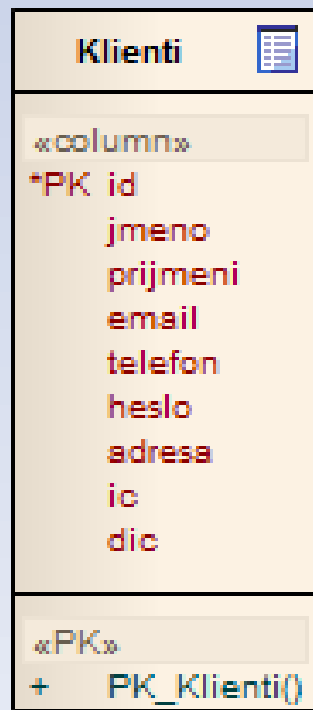 Klienti
«column»
*PK id
jmeno
prijmeni
email
telefon
heslo
adresa
ic
dic
«PK»
+ PK_Klienti()